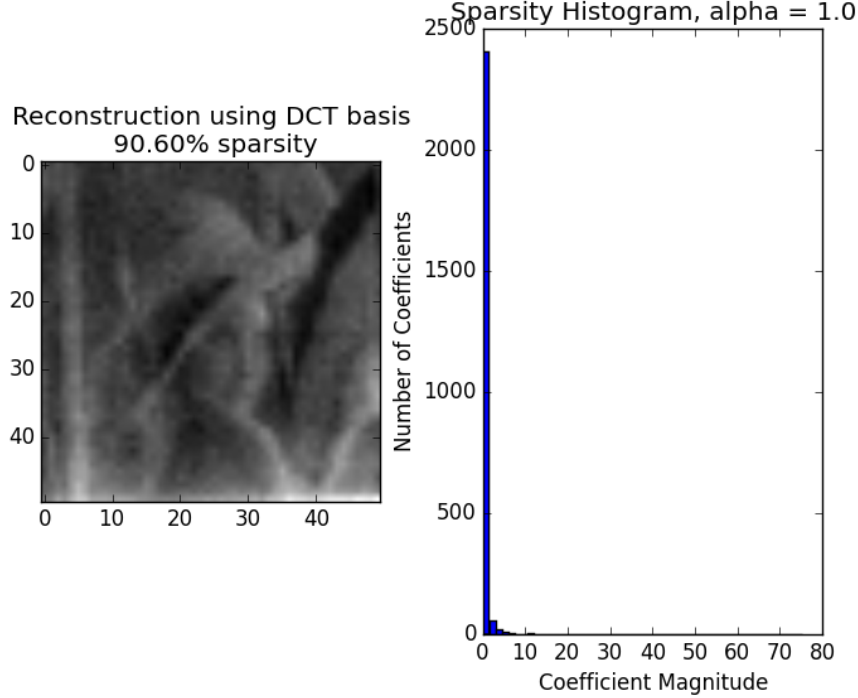 Reconstruction using DCT basis
90.60% sparsity
0
10
20
30
40
0 10 20 30 40
Sparsity Histogram, alpha = 1.0
Number of Coefficients
2500
2000
1500
1000
500
0
0 10 20 30 40 50 60 70 80
Coefficient Magnitude